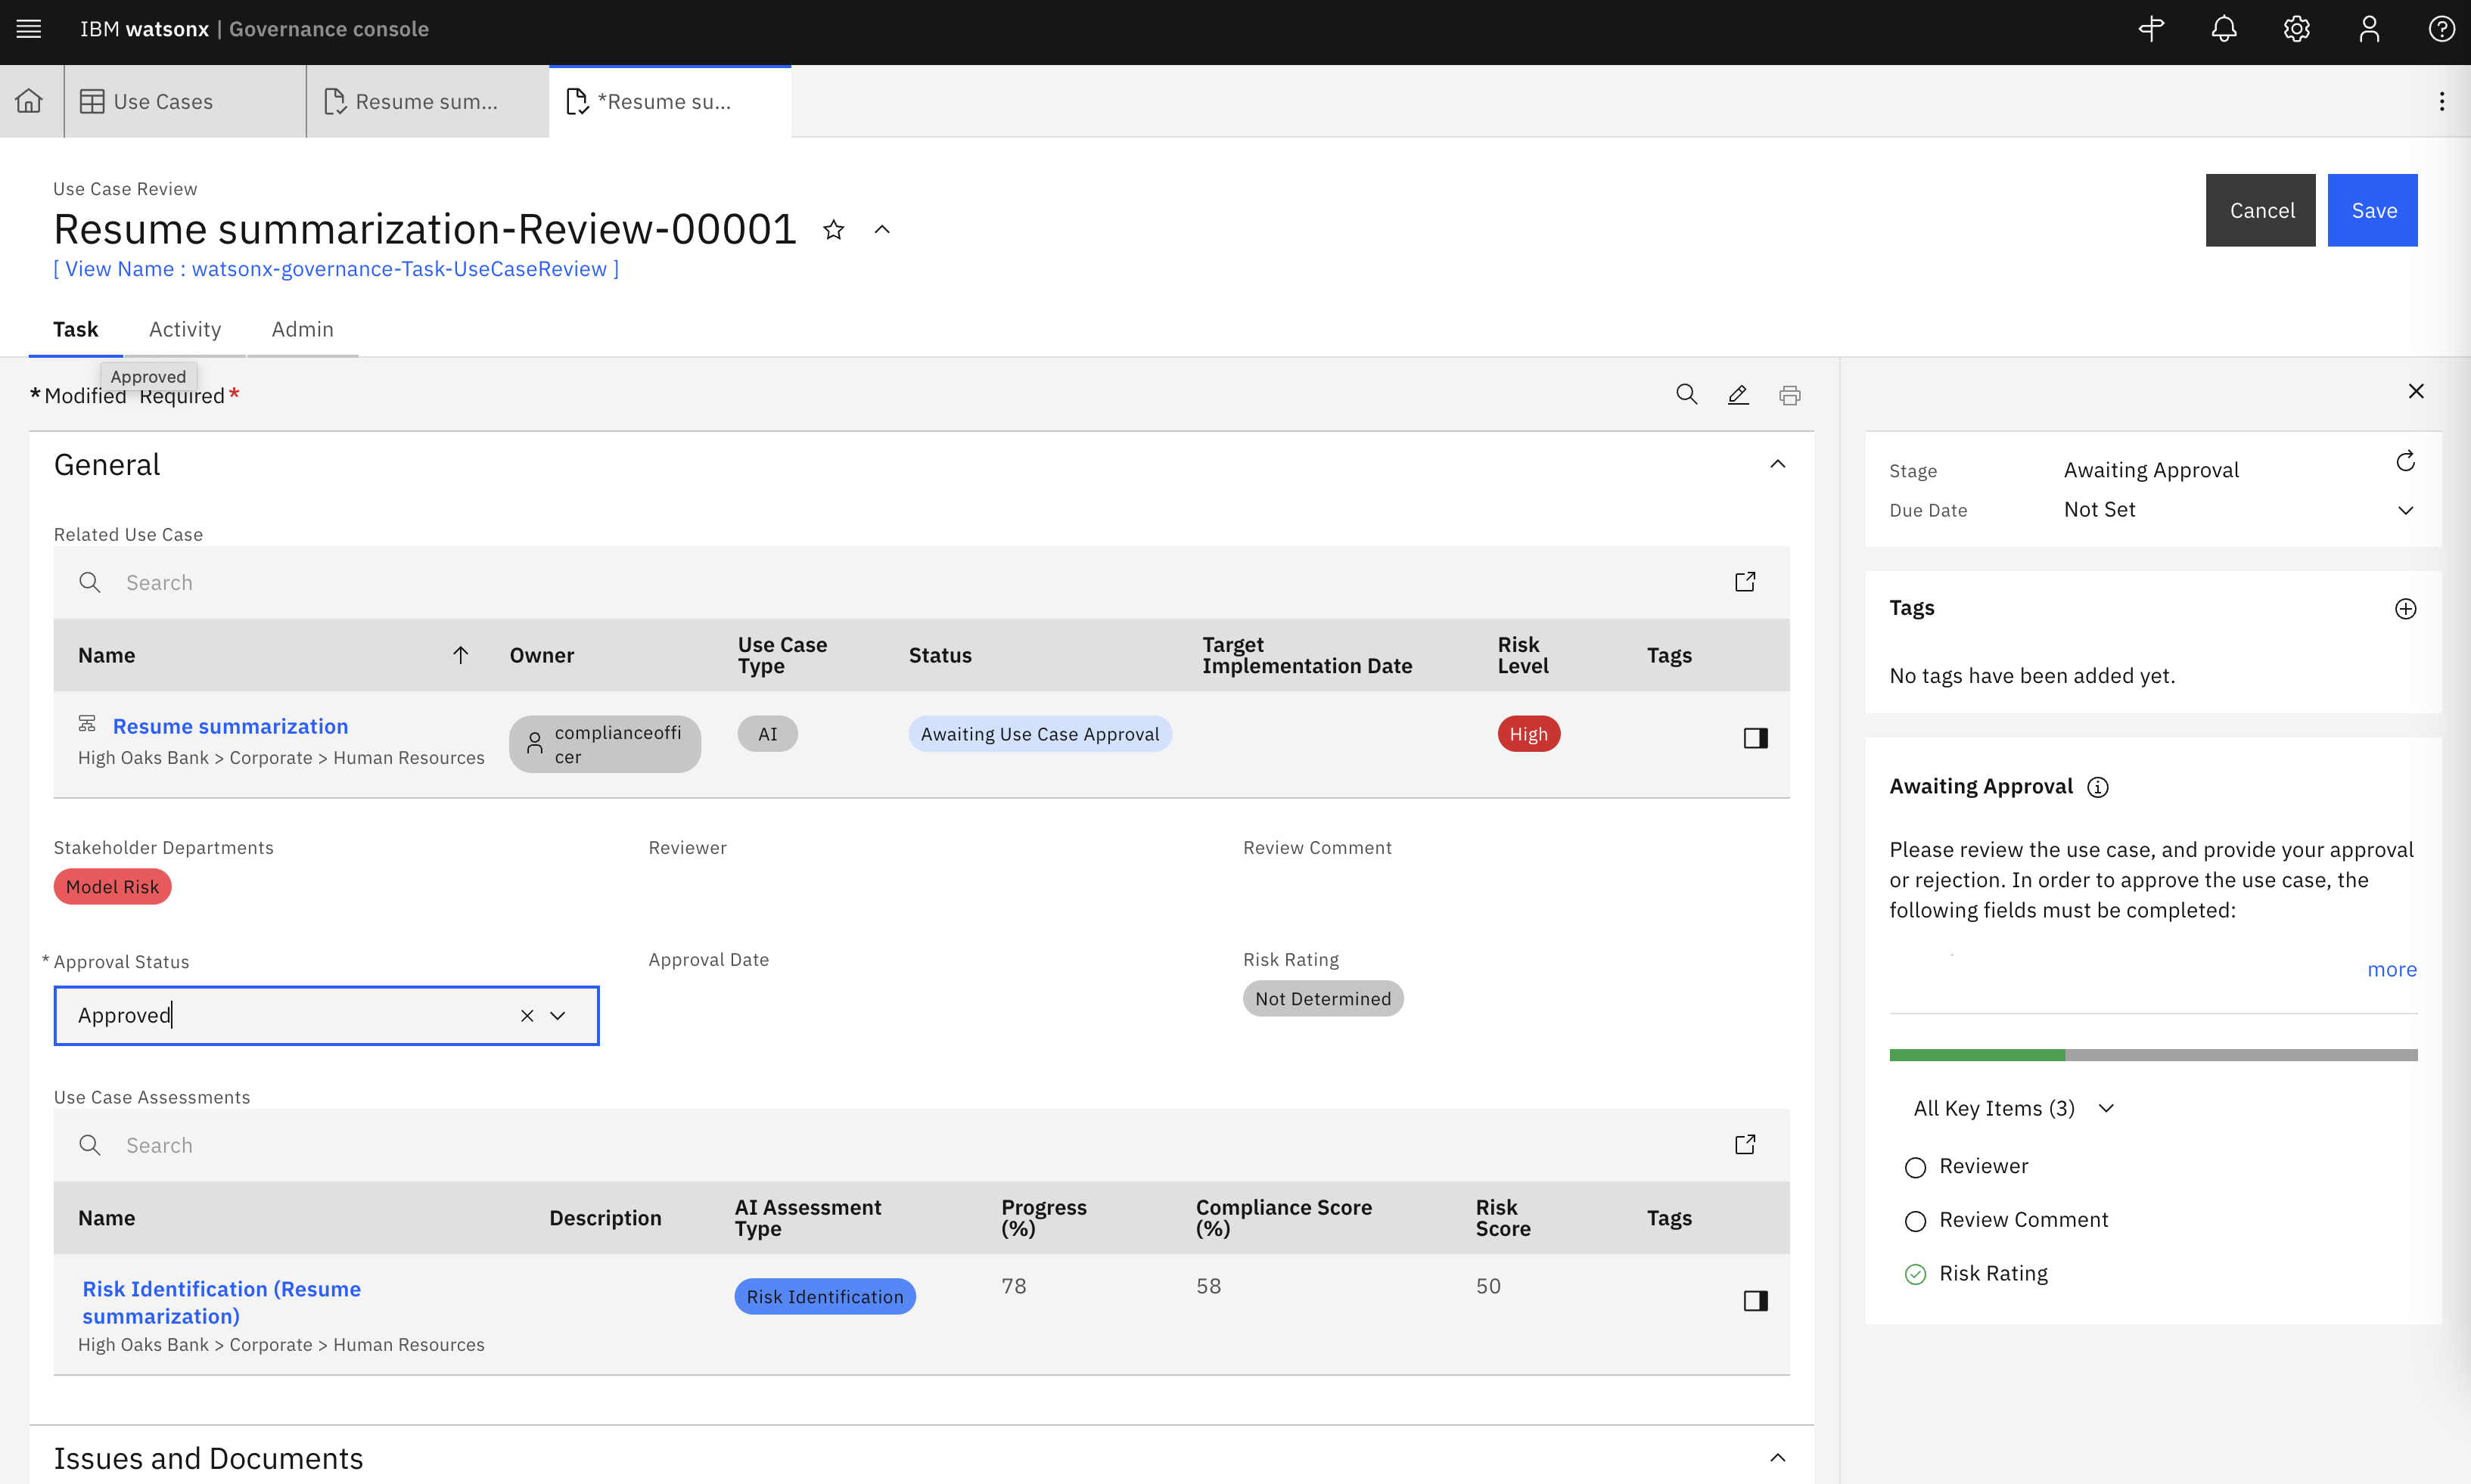 IBM watsonx | Governance console
Use Cases
Resume sum...
*Resume su...
Use Case Review
Resume summarization-Review-00001
[ View Name : watsonx-governance-Task-UseCaseReview ]
Cancel
Save
Task
Activity
Admin
Approved
*Modified Required*
General
Related Use Case
Search
Name
Owner
Use Case
Type
Status
Target
Implementation Date
Risk
Level
Tags
Resume summarization
High Oaks Bank > Corporate > Human Resources
complianceoffi
cer
AI
Awaiting Use Case Approval
High
Stakeholder Departments
Model Risk
Reviewer
Review Comment
* Approval Status
Approved
Approval Date
Risk Rating
Not Determined
Use Case Assessments
Search
Name
Description
AI Assessment
Type
Progress
(%)
Compliance Score
(%)
Risk
Score
Tags
Risk Identification (Resume
summarization)
High Oaks Bank > Corporate > Human Resources
Risk Identification
78
58
50
Issues and Documents
Stage
Awaiting Approval
Due Date
Not Set
Tags
No tags have been added yet.
Awaiting Approval
Please review the use case, and provide your approval
or rejection. In order to approve the use case, the
following fields must be completed:
more
All Key Items (3)
Reviewer
Review Comment
Risk Rating